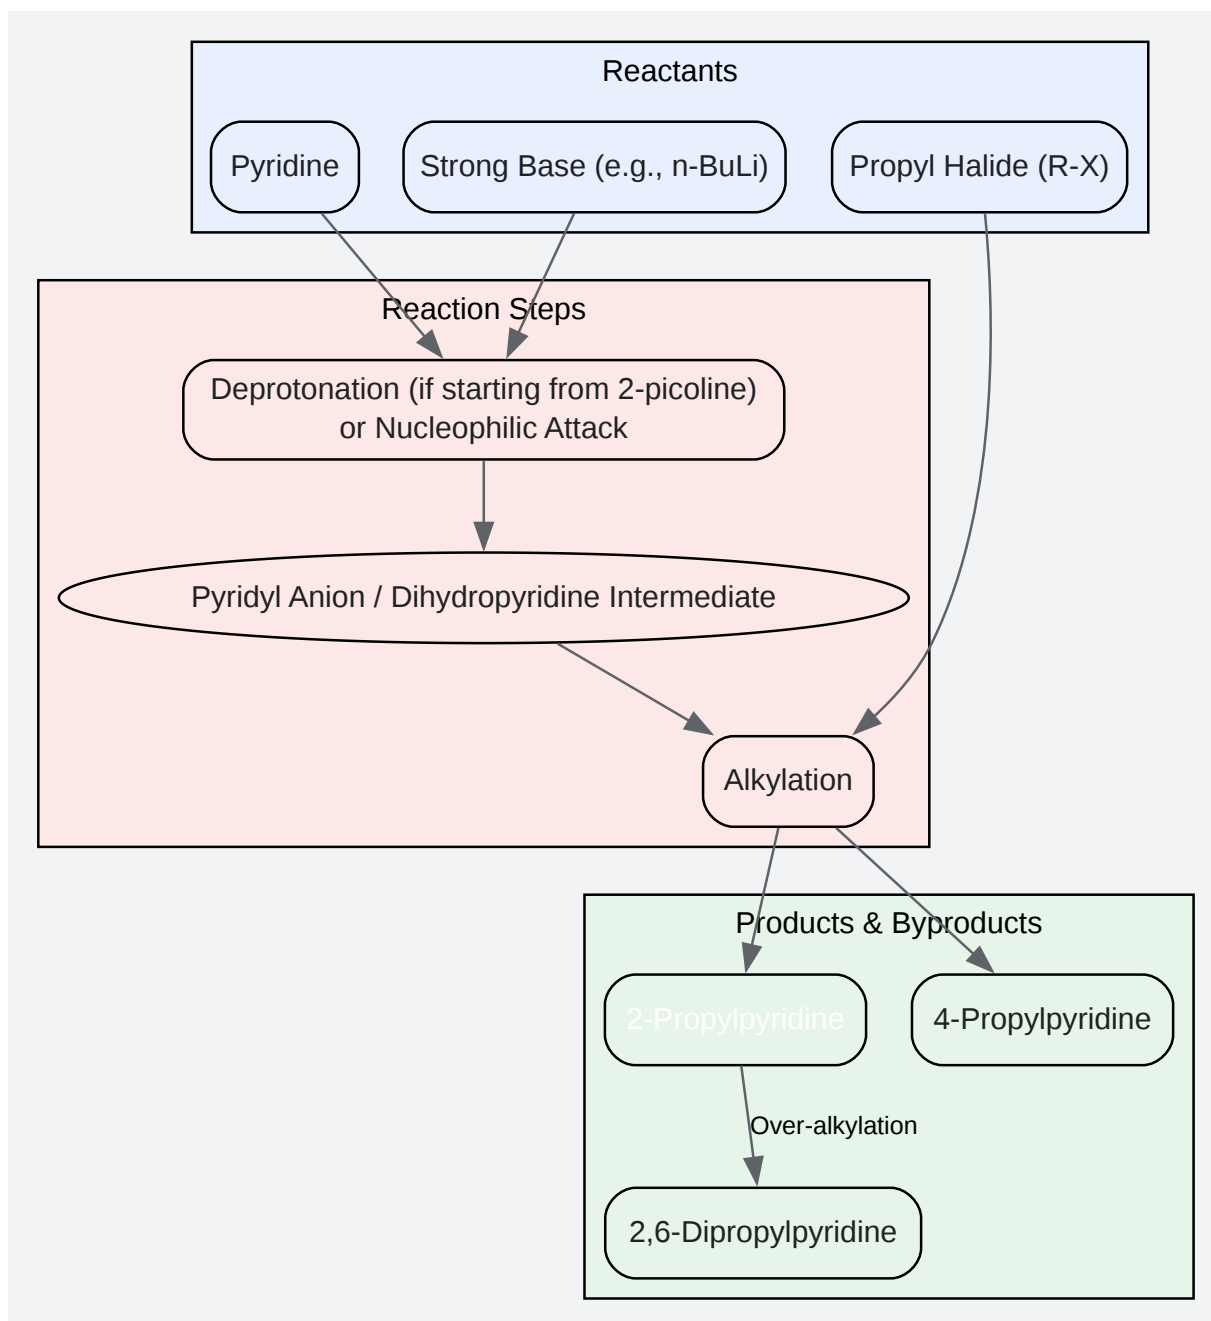 Reactants
Pyridine
Strong Base (e.g., n-BuLi)
Propyl Halide (R-X)
Reaction Steps
Deprotonation (if starting from 2-picoline)
or Nucleophilic Attack
Pyridyl Anion / Dihydropyridine Intermediate
Alkylation
Products & Byproducts
2-Propylpyridine
4-Propylpyridine
Over-alkylation
2,6-Dipropylpyridine